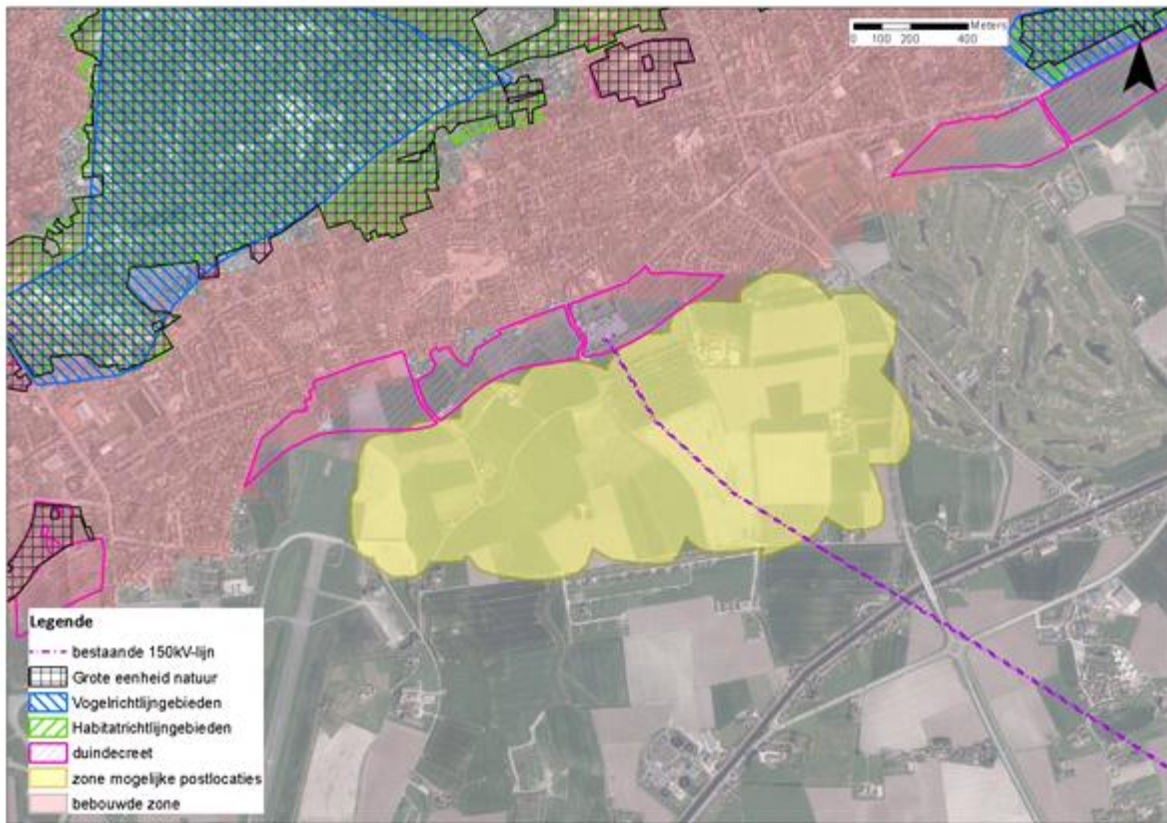 Meters
0 100 200 400
Legende
bestaande 150kV-lijn
Grote eenheid natuur
Vogelrichtlijngebieden
Habitatrichtlijngebieden
duindecreet
zone mogelijke postlocaties
bebouwde zone